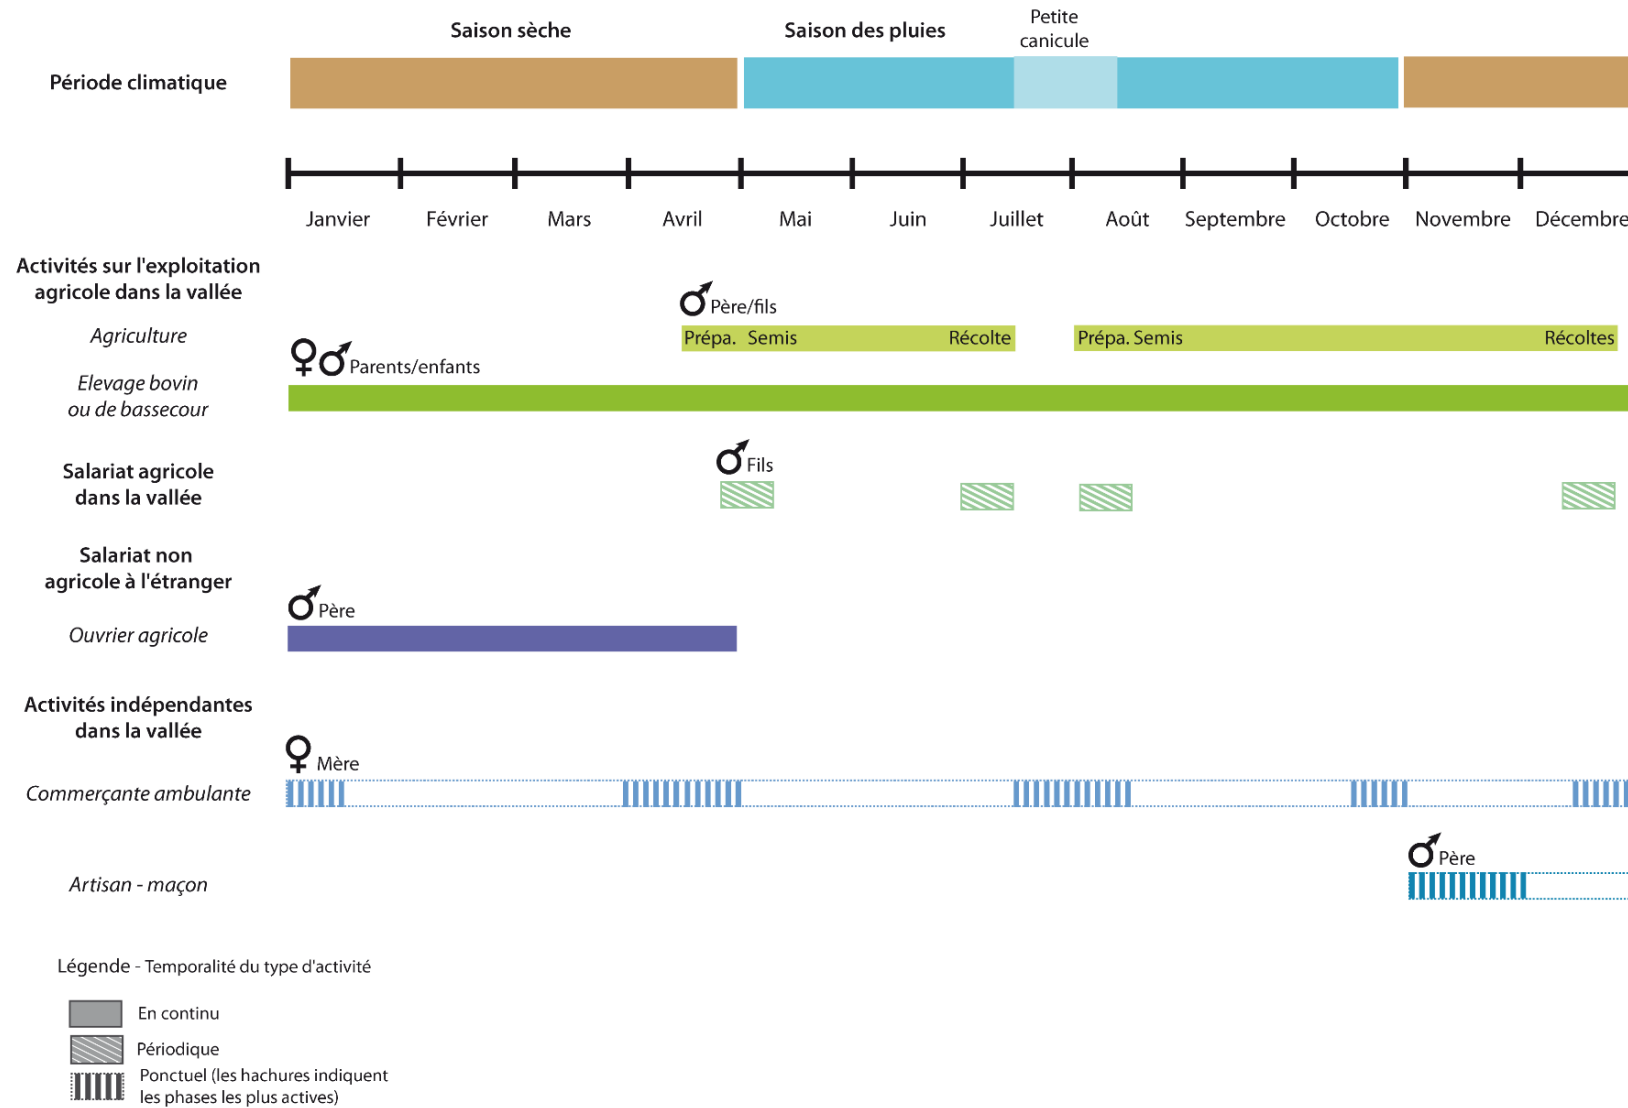 Saison sèche
Saison des pluies
Petite
canicule
Période climatique
Janvier
Février
Mars
Avril
Mai
Juin
Juillet
Août
Septembre
Octobre
Novembre
Décembre
Activités sur l'exploitation
agricole dans la vallée
Père/fils
Agriculture
Prépa. Semis
Récolte
Prépa. Semis
Récoltes
Parents/enfants
Elevage bovin
ou de bassecour
Fils
Salariat agricole
dans la vallée
Salariat non
agricole à l'étranger
Père
Ouvrier agricole
Activités indépendantes
dans la vallée
Mère
Commerçante ambulante
Père
Artisan - maçon
Légende - Temporalité du type d'activité
En continu
Périodique
Ponctuel (les hachures indiquent
les phases les plus actives)